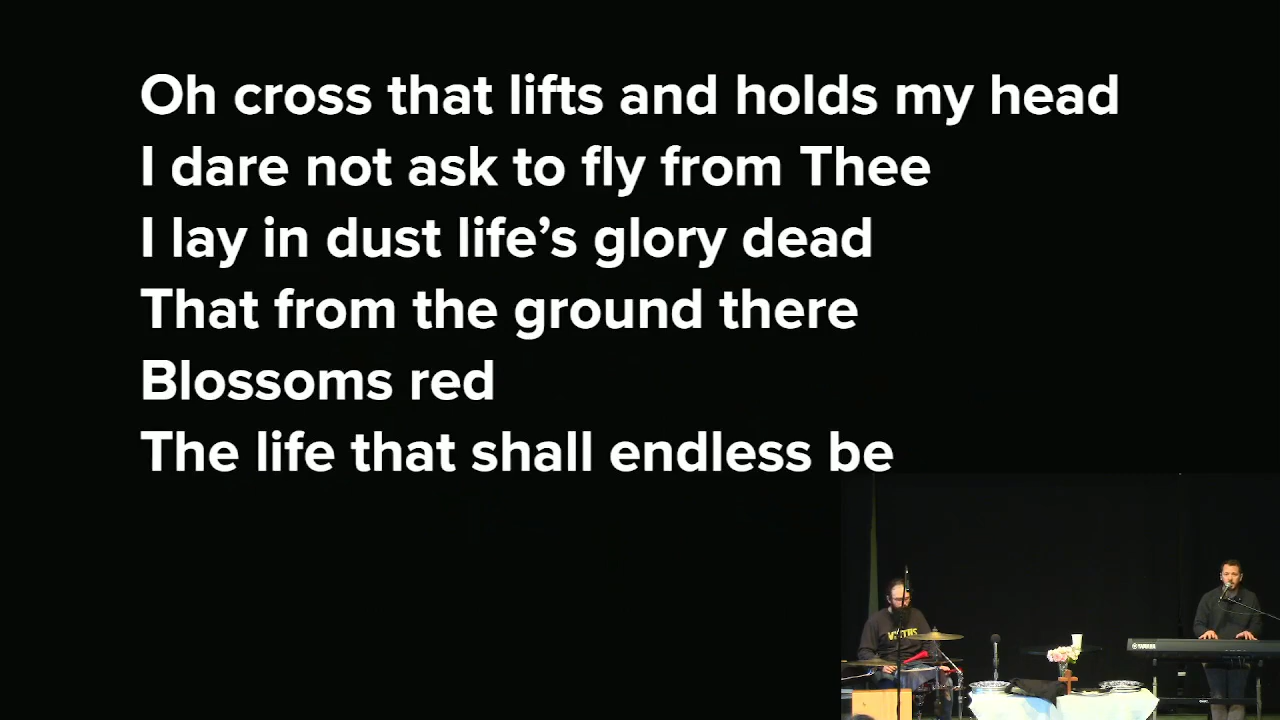 Oh cross that lifts and holds my head
I dare not ask to fly from Thee
I lay in dust life’s glory dead
That from the ground there
Blossoms red
The life that shall endless be
YAMAHA